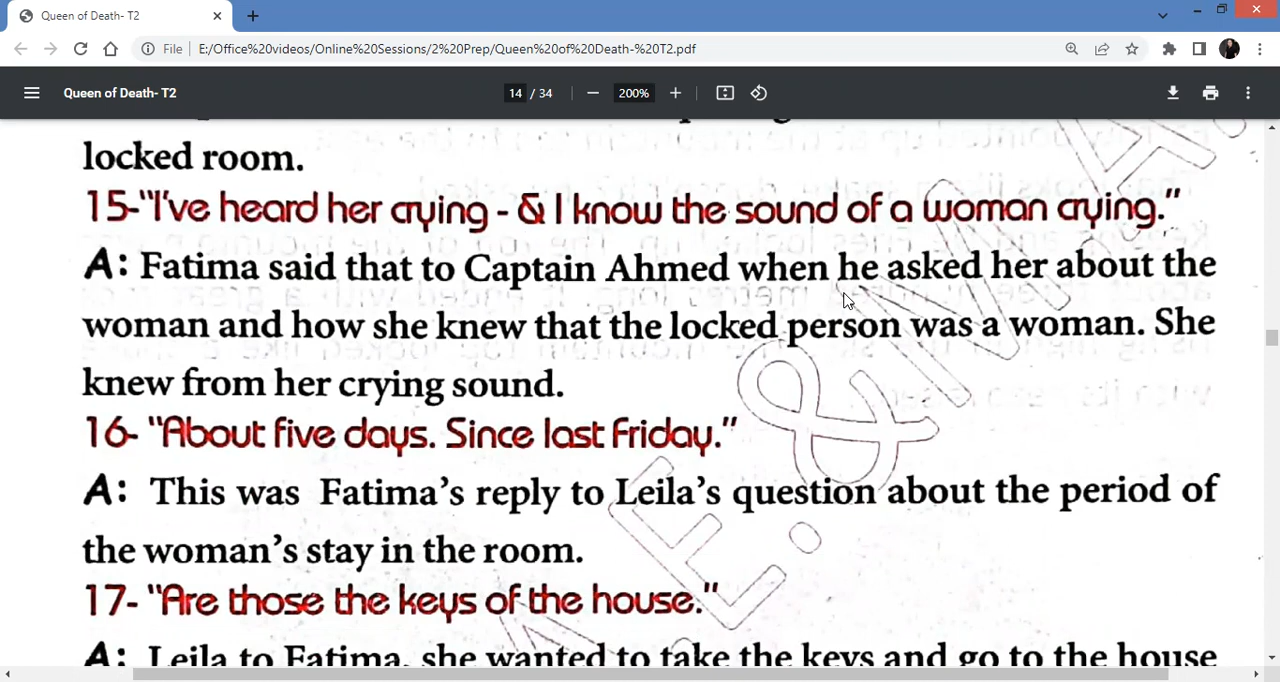 Queen of Death- T2
File
E:/Office%20videos/Online%20Sessions/2%20Prep/Queen%20of%20Death-%20T2.pdf
Queen of Death- T2
14 / 34
200%
locked room.
15-"I've heard her crying - & I know the sound of a woman crying."
A: Fatima said that to Captain Ahmed when he asked her about the
woman and how she knew that the locked person was a woman. She
knew from her crying sound.
16- "About five days. Since last Friday."
A: This was Fatima's reply to Leila's question about the period of
the woman's stay in the room.
17- "Are those the keys of the house."
A: Leila to Fatima, she wanted to take the keys and go to the house